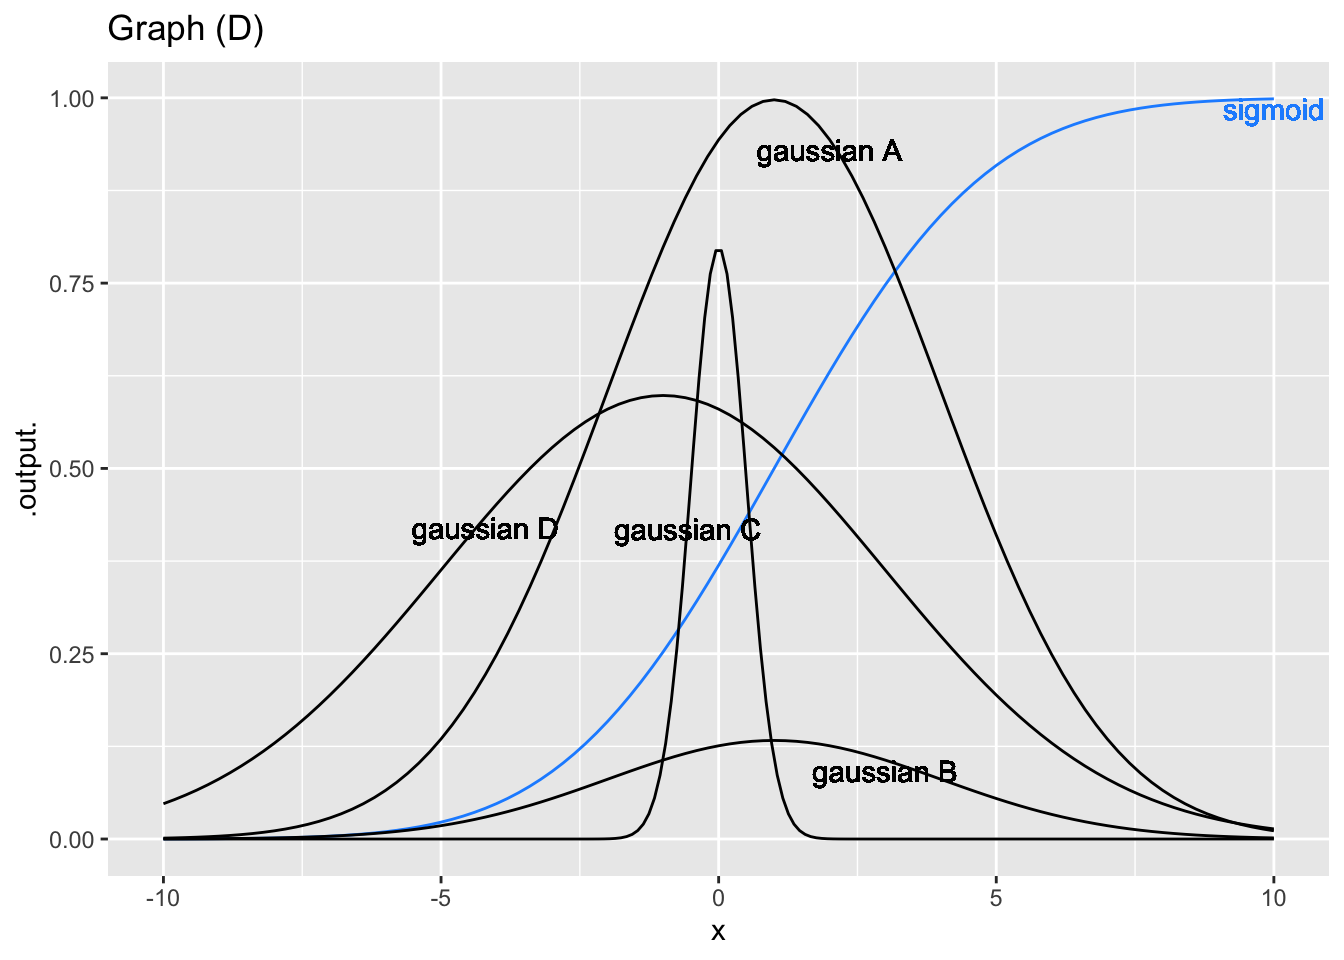 Graph (D)
1.00
sigmoid
gaussian A
0.75
.output.
0.50
gaussian D
gaussian C
0.25
gaussian B
0.00
-10
-5
0
5
10
x